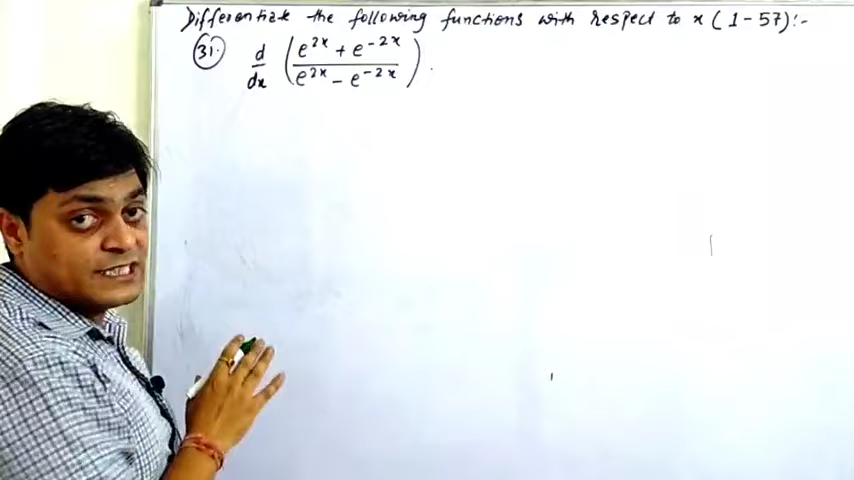 Differentiate the following functions with respect to x (1-57):-
31. d/dx ((e^2x + e^-2x)/(e^2x - e^-2x)).